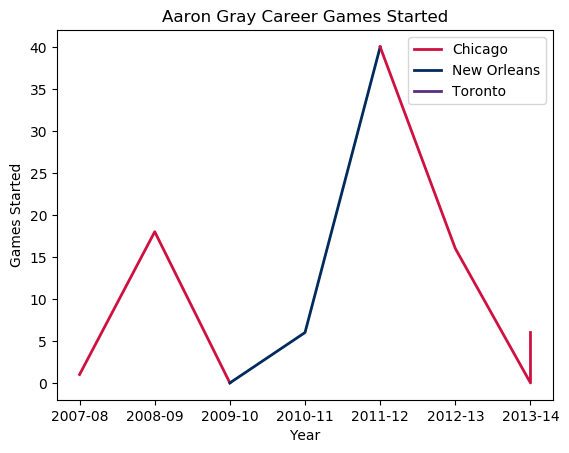 Aaron Gray Career Games Started
Chicago
New Orleans
Toronto
Games Started
40
35
30
25
20
15
10
5
0
2007-08 2008-09 2009-10 2010-11 2011-12 2012-13 2013-14
Year